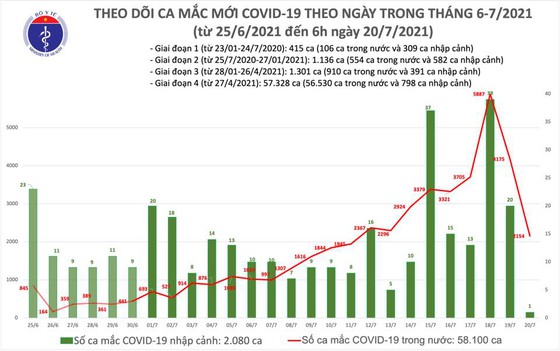 BỘ Y TẾ
MINISTRY OF HEALTH
THEO DÕI CA MẮC MỚI COVID-19 THEO NGÀY TRONG THÁNG 6-7/2021
(từ 25/6/2021 đến 6h ngày 20/7/2021)
- Giai đoạn 1 (từ 23/01-24/7/2020): 415 ca (106 ca trong nước và 309 ca nhập cảnh)
- Giai đoạn 2 (từ 25/7/2020-27/01/2021): 1.136 ca (554 ca trong nước và 582 ca nhập cảnh)
- Giai đoạn 3 (từ 28/01-26/4/2021): 1.301 ca (910 ca trong nước và 391 ca nhập cảnh)
- Giai đoạn 4 (từ 27/4/2021): 57.328 ca (56.530 ca trong nước và 798 ca nhập cảnh)
5000 4000 3000 2000 1000 0
40 35 30 25 20 15 10 5 0
23 11 9 9 11 9 20 18 8 14 13 10 10 7 9 9 8 16 5 10 37 15 13 38 20 1
845 164 359 389 361 441 693 527 914 876 997 1307 1616 1844 1945 2367 2296 2924 3379 3321 3705 5887 4175 2154
25/6 26/6 27/6 28/6 29/6 30/6 01/7 02/7 03/7 04/7 05/7 06/7 07/7 08/7 09/7 10/7 11/7 12/7 13/7 14/7 15/7 16/7 17/7 18/7 19/7 20/7
Số ca mắc COVID-19 nhập cảnh: 2.080 ca
Số ca mắc COVID-19 trong nước: 58.100 ca